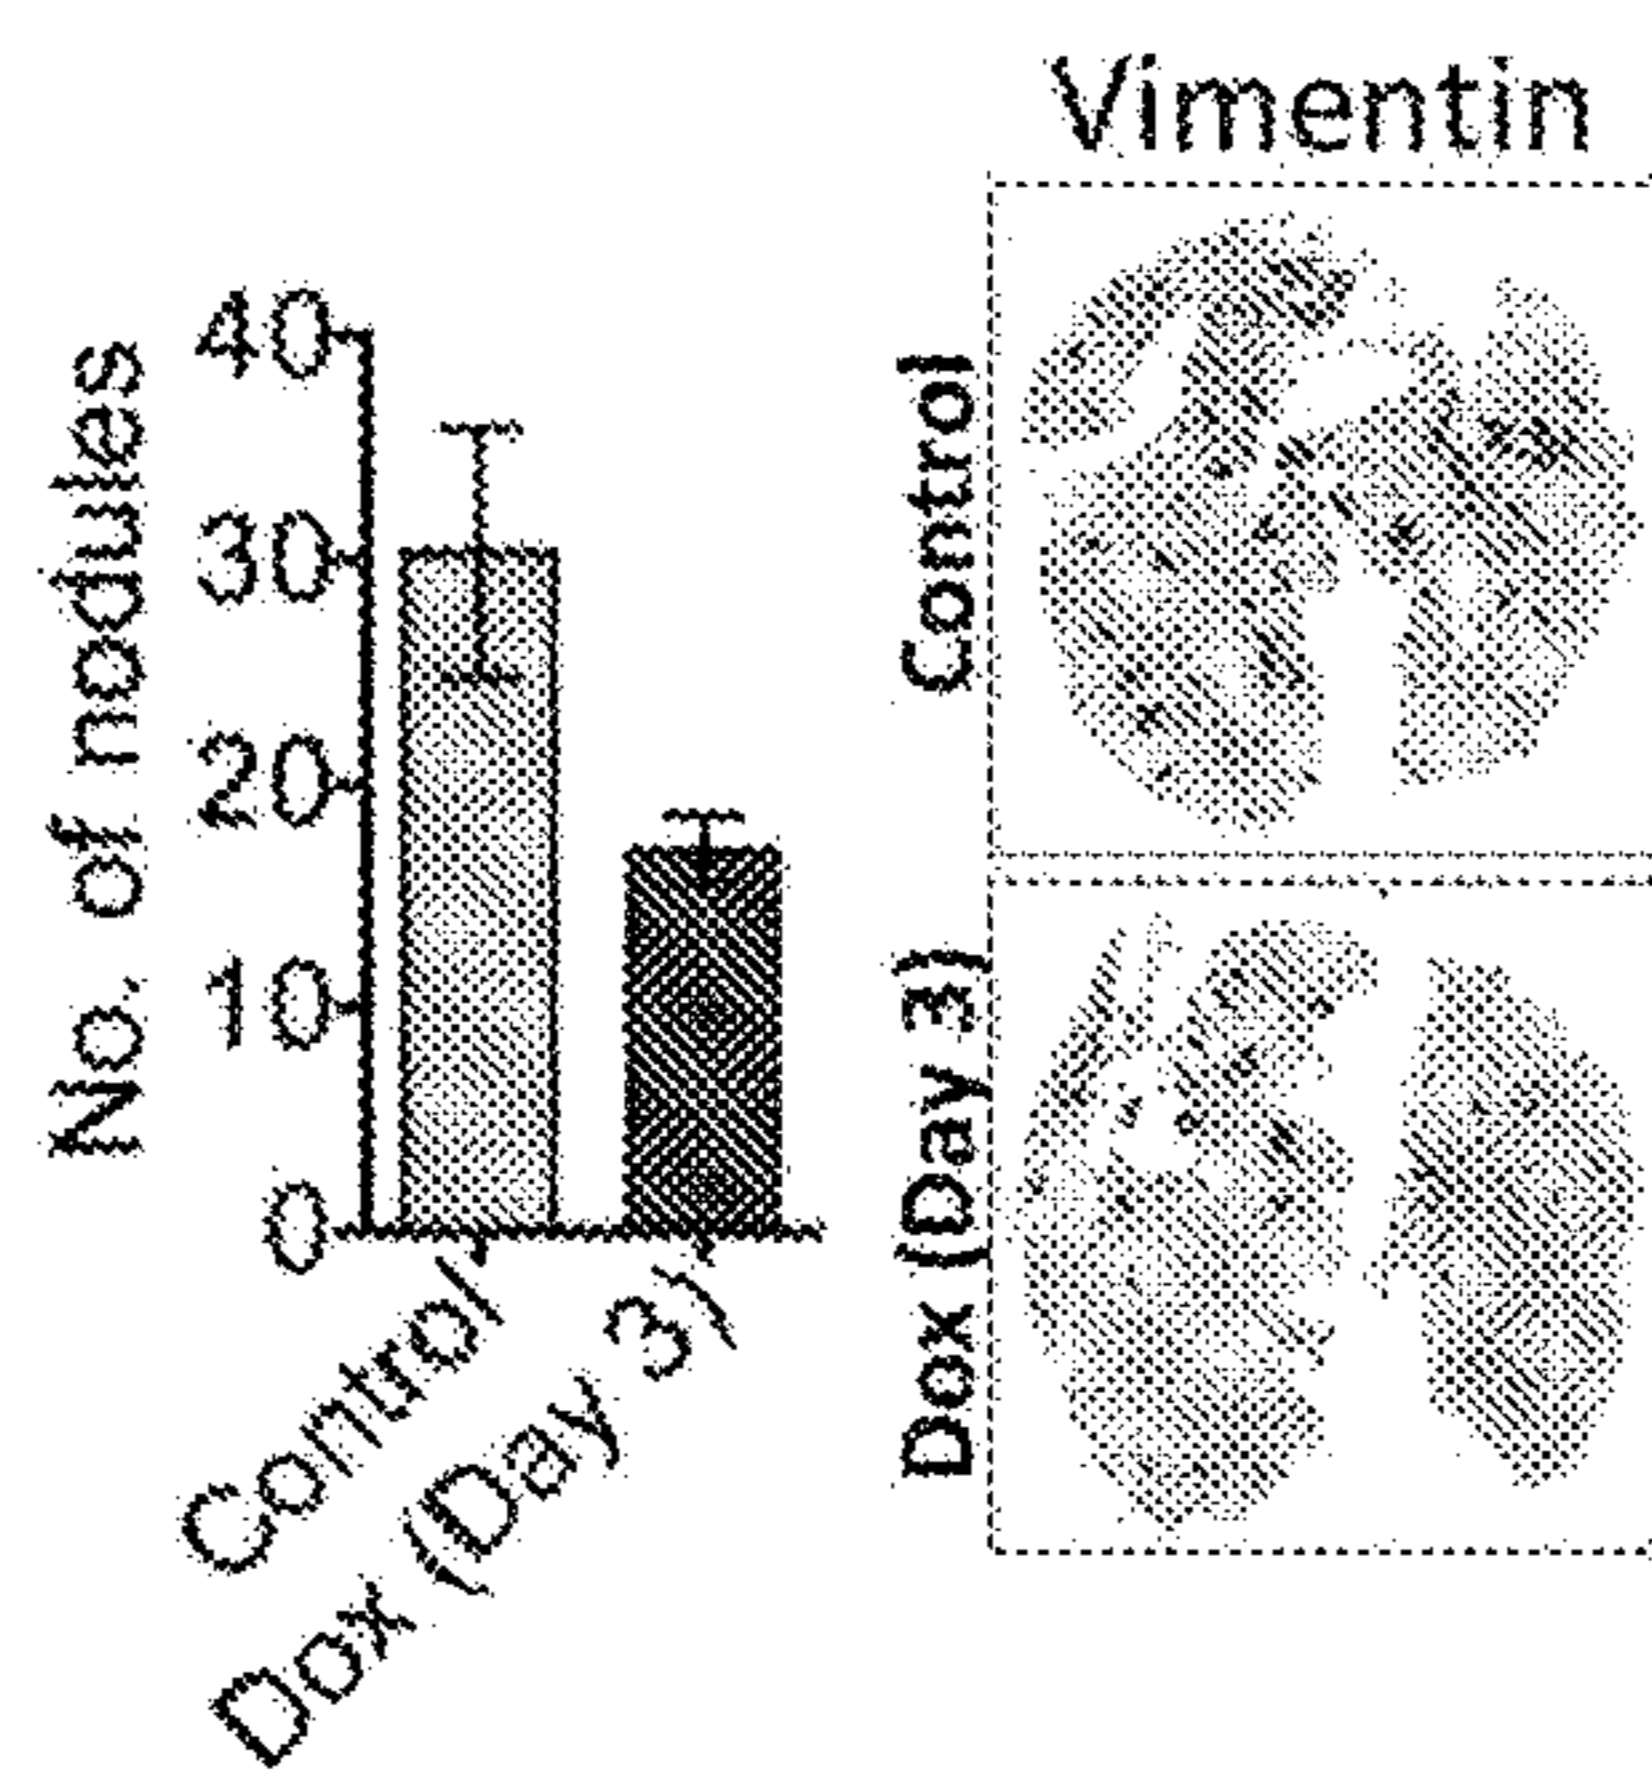 No. of nodules
40
30
20
10
0
Control
Dox (Day 3)
Vimentin
Control
Dox (Day 3)